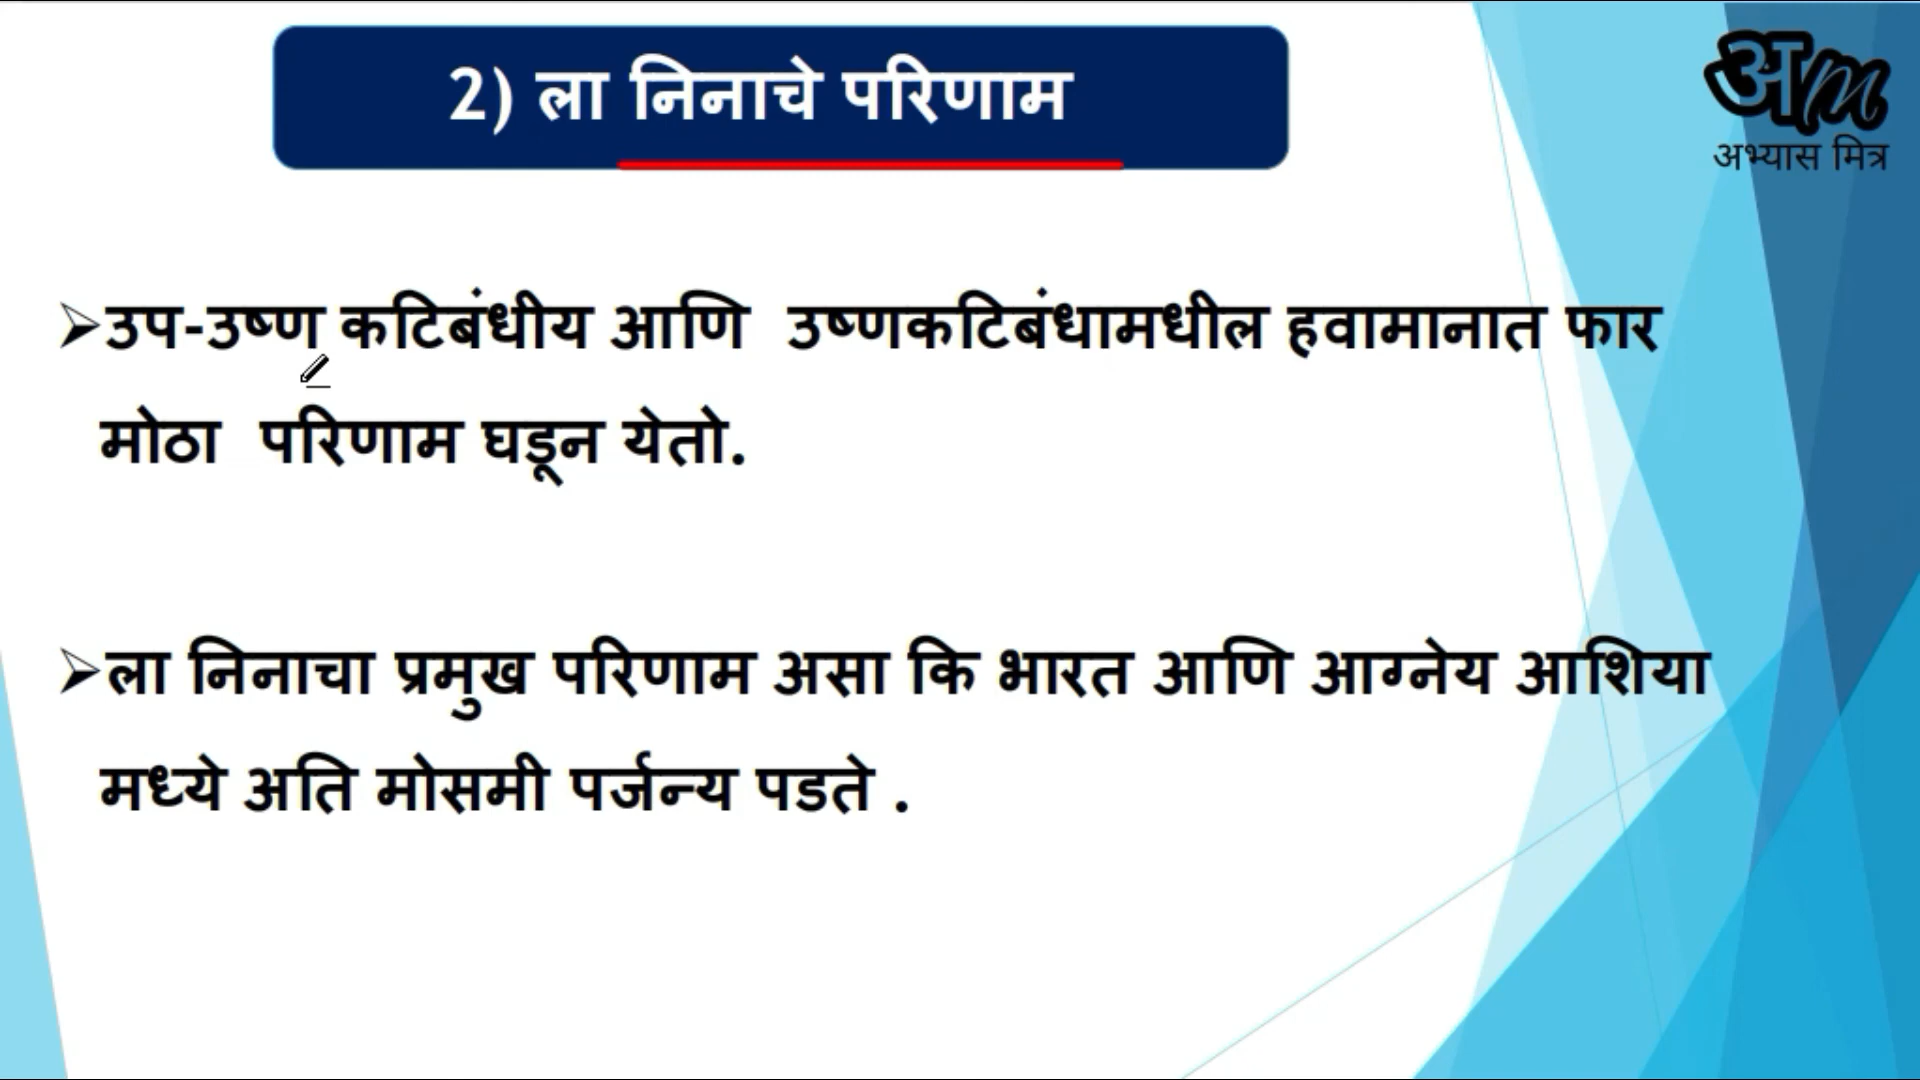 2) ला निनाचे परिणाम
अm
अभ्यास मित्र
➢उप-उष्ण कटिबंधीय आणि उष्णकटिबंधामधील हवामानात फार
मोठा परिणाम घडून येतो.
➢ला निनाचा प्रमुख परिणाम असा कि भारत आणि आग्नेय आशिया
मध्ये अति मोसमी पर्जन्य पडते .